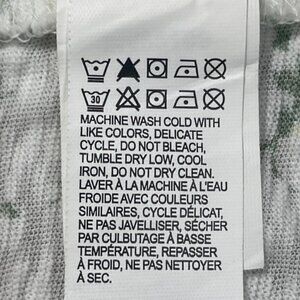 30
MACHINE WASH COLD WITH
LIKE COLORS, DELICATE
CYCLE, DO NOT BLEACH,
TUMBLE DRY LOW, COOL
IRON, DO NOT DRY CLEAN.
LAVER À LA MACHINE À L'EAU
FROIDE AVEC COULEURS
SIMILAIRES, CYCLE DÉLICAT,
NE PAS JAVELLISER, SÉCHER
PAR CULBUTAGE À BASSE
TEMPÉRATURE, REPASSER
À FROID, NE PAS NETTOYER
À SEC.